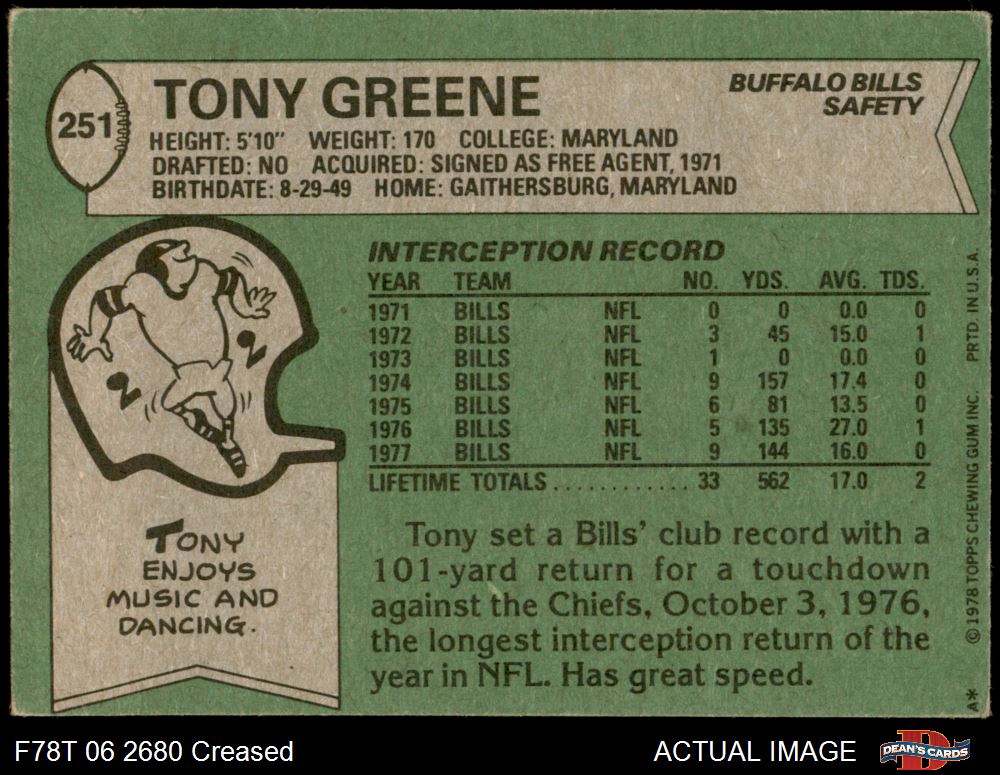 251
TONY GREENE
BUFFALO BILLS
SAFETY
HEIGHT: 5'10" WEIGHT: 170 COLLEGE: MARYLAND
DRAFTED: NO ACQUIRED: SIGNED AS FREE AGENT, 1971
BIRTHDATE: 8-29-49 HOME: GAITHERSBURG, MARYLAND
INTERCEPTION RECORD
YEAR TEAM NO. YDS. AVG. TDS.
1971 BILLS NFL 0 0 0.0 0
1972 BILLS NFL 3 45 15.0 1
1973 BILLS NFL 1 0 0.0 0
1974 BILLS NFL 9 157 17.4 0
1975 BILLS NFL 6 81 13.5 0
1976 BILLS NFL 5 135 27.0 1
1977 BILLS NFL 9 144 16.0 0
LIFETIME TOTALS ............ 33 562 17.0 2
TONY
ENJOYS
MUSIC AND
DANCING.
Tony set a Bills' club record with a
101-yard return for a touchdown
against the Chiefs, October 3, 1976,
the longest interception return of the
year in NFL. Has great speed.
A* © 1978 TOPPS CHEWING GUM INC. PRTD. IN U.S.A.
F78T 06 2680 Creased
ACTUAL IMAGE
DEAN'S CARDS